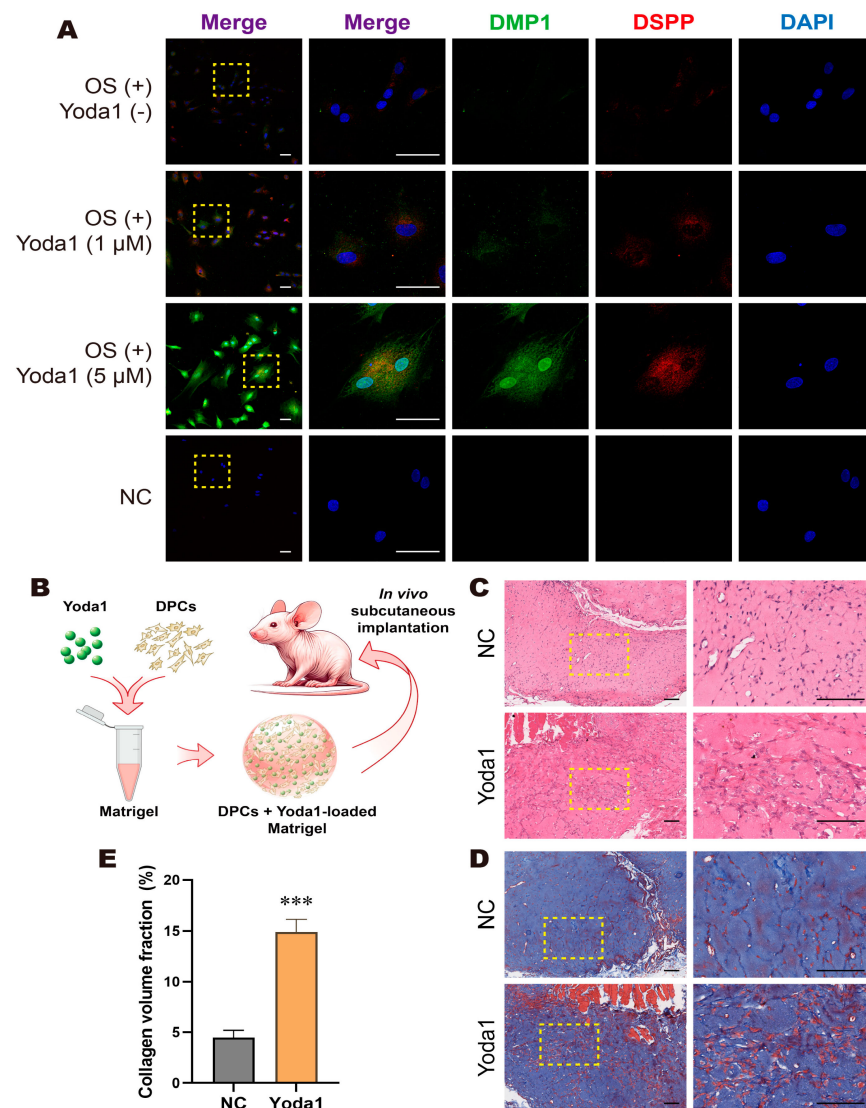 A
Merge
Merge
DMP1
DSPP
DAPI
OS (+)
Yoda1 (-)
OS (+)
Yoda1 (1 µM)
OS (+)
Yoda1 (5 µM)
NC
B
Yoda1
DPCs
In vivo
subcutaneous
implantation
Matrigel
DPCs + Yoda1-loaded
Matrigel
C
NC
Yoda1
D
NC
Yoda1
E
Collagen volume fraction (%)
20
15
10
5
0
***
NC
Yoda1